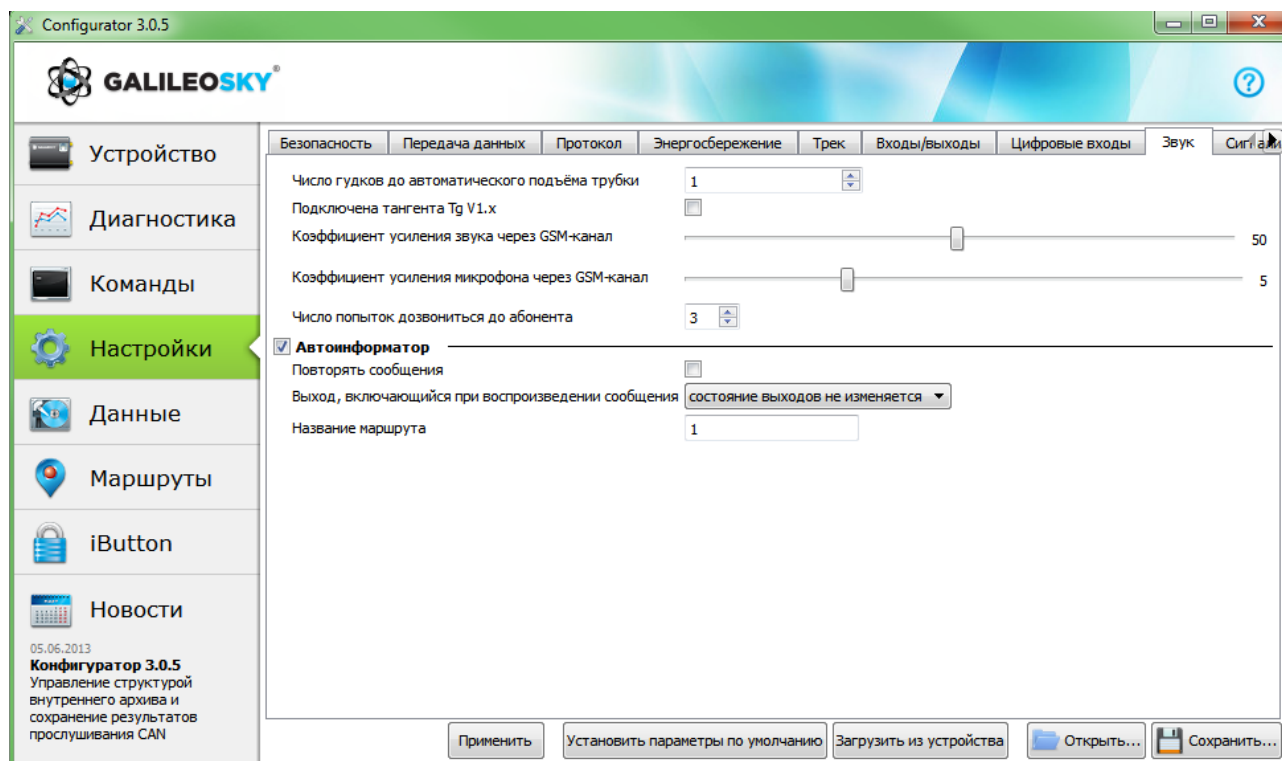 Configurator 3.0.5
GALILEOSKY®
?
Устройство
Диагностика
Команды
Настройки
Данные
Маршруты
iButton
Новости
05.06.2013
Конфигуратор 3.0.5
Управление структурой
внутреннего архива и
сохранение результатов
прослушивания CAN
Безопасность Передача данных Протокол Энергосбережение Трек Входы/выходы Цифровые входы Звук
Число гудков до автоматического подъёма трубки 1
Подключена тангента Tg V1.x
Коэффициент усиления звука через GSM-канал 50
Коэффициент усиления микрофона через GSM-канал 5
Число попыток дозвониться до абонента 3
Автоинформатор
Повторять сообщения
Выход, включающийся при воспроизведении сообщения состояние выходов не изменяется
Название маршрута 1
Применить Установить параметры по умолчанию Загрузить из устройства Открыть... Сохранить...